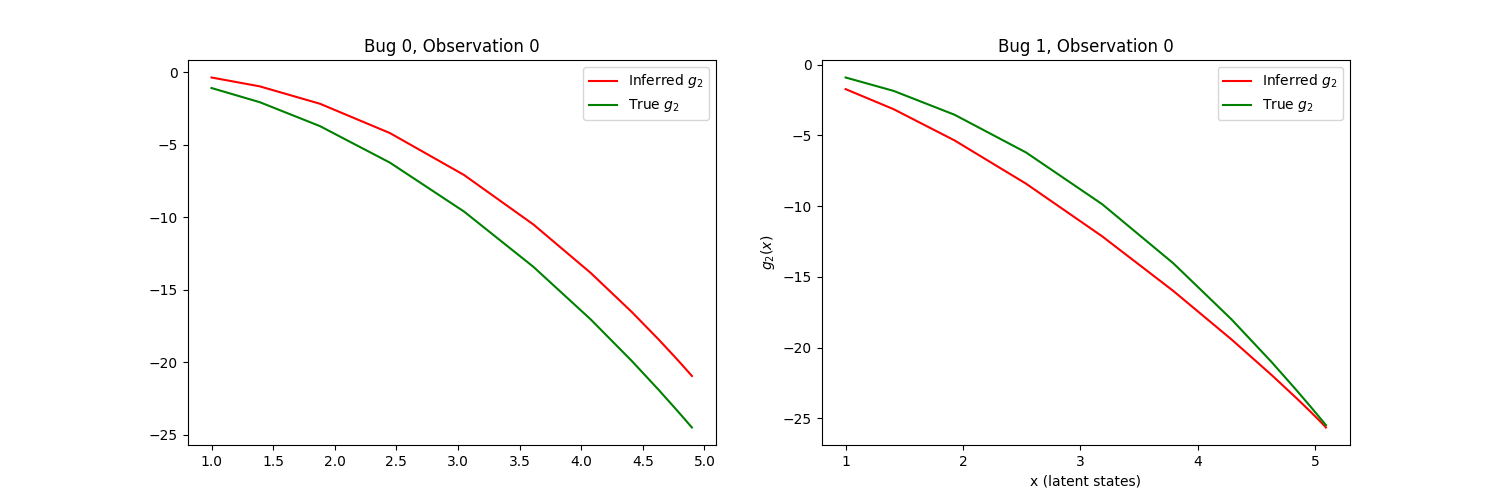 Bug 0, Observation 0
Inferred g₂
True g₂
0
−5
−10
−15
−20
−25
1.0 1.5 2.0 2.5 3.0 3.5 4.0 4.5 5.0
Bug 1, Observation 0
Inferred g₂
True g₂
g₂(x)
0
−5
−10
−15
−20
−25
1 2 3 4 5
x (latent states)